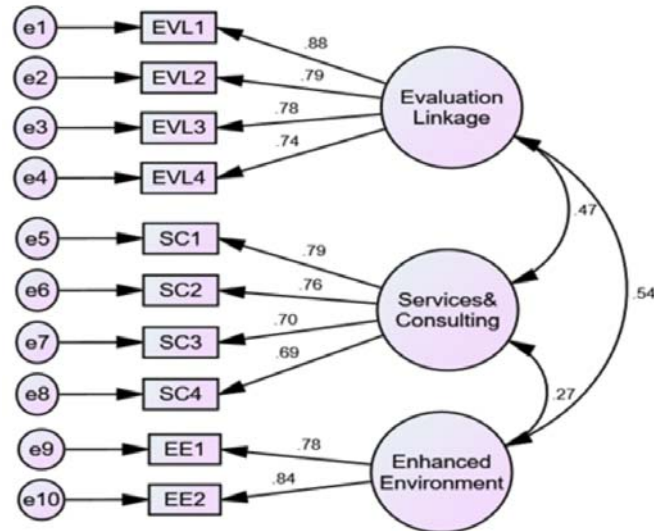 e1
EVL1
.88
e2
EVL2
.79
e3
EVL3
.78
e4
EVL4
.74
Evaluation
Linkage
e5
SC1
.79
e6
SC2
.76
e7
SC3
.70
e8
SC4
.69
Services&
Consulting
.47
.54
.27
e9
EE1
.78
e10
EE2
.84
Enhanced
Environment